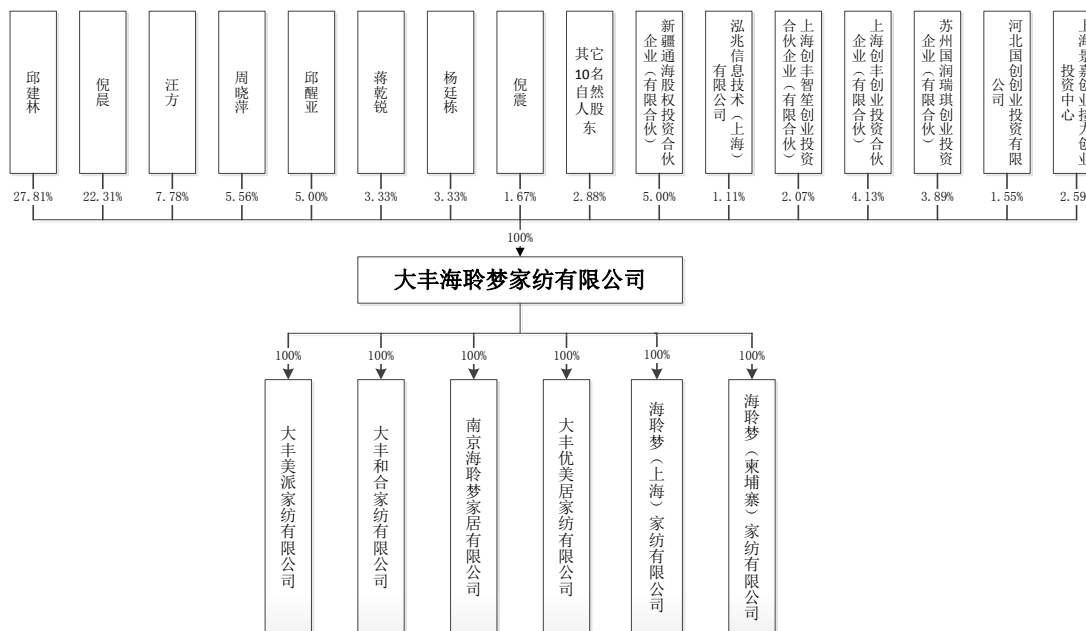 邱建林
倪晨
汪方
周晓萍
邱醒亚
蒋乾锐
杨廷栋
倪震
其它
10名
自然
人股
东
新疆通海股权投资合伙
企业（有限合伙）
泓兆信息技术（上海）
有限公司
上海创丰智笙创业投资
合伙企业（有限合伙）
上海创丰创业投资合伙
企业（有限合伙）
苏州国润瑞琪创业投资
企业（有限合伙）
河北国创创业投资有限
公司
投资中心
27.81%
22.31%
7.78%
5.56%
5.00%
3.33%
3.33%
1.67%
2.88%
5.00%
1.11%
2.07%
4.13%
3.89%
1.55%
2.59
100%
大丰海聆梦家纺有限公司
100%
100%
100%
100%
100%
100%
大丰美派家纺有限公司
大丰和合家纺有限公司
南京海聆梦家居有限公司
大丰优美居家纺有限公司
海聆梦（上海）家纺有限公司
海聆梦（柬埔寨）家纺有限公司